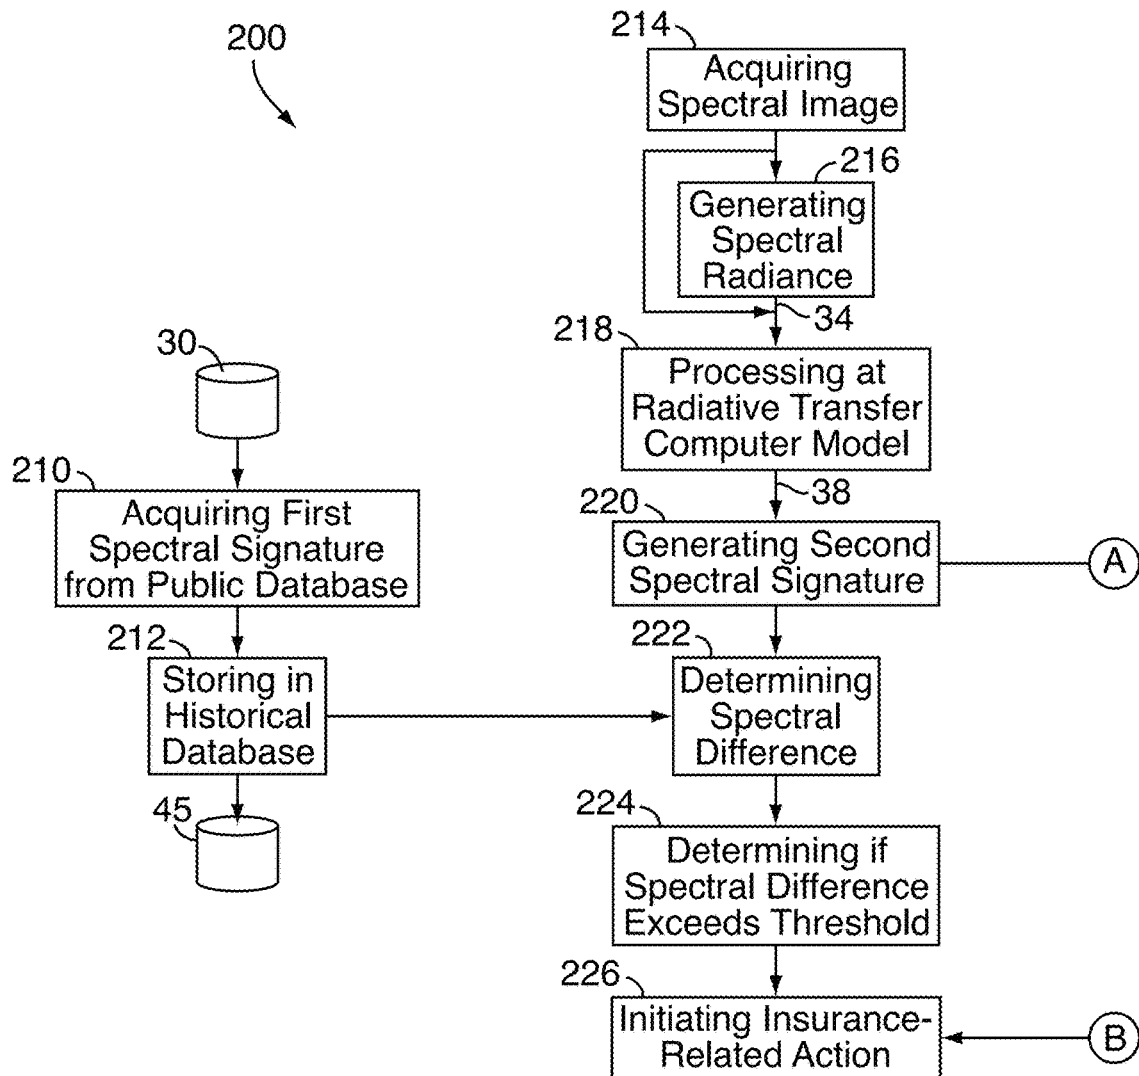 200
214
Acquiring
Spectral Image
216
Generating
Spectral
Radiance
34
218
Processing at
Radiative Transfer
Computer Model
38
30
210
Acquiring First
Spectral Signature
from Public Database
220
Generating Second
Spectral Signature
A
212
Storing in
Historical
Database
222
Determining
Spectral
Difference
45
224
Determining if
Spectral Difference
Exceeds Threshold
226
Initiating Insurance-
Related Action
B